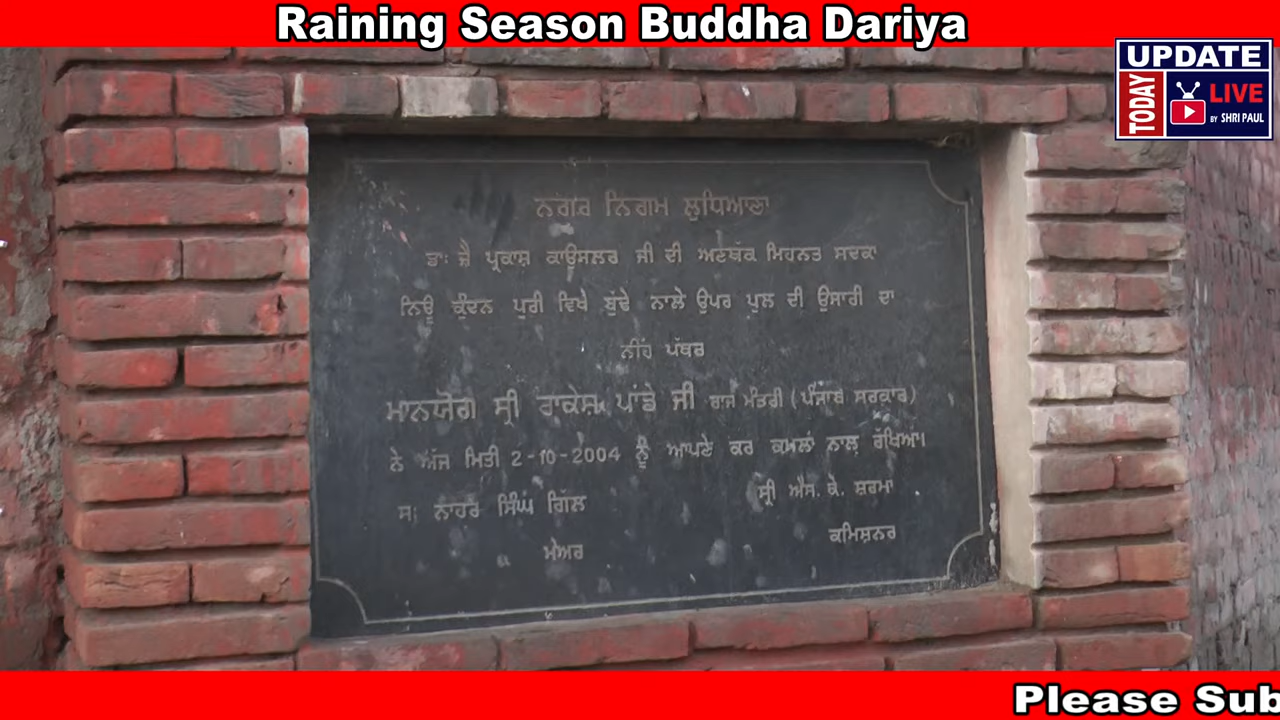 Raining Season Buddha Dariya
UPDATE
TODAY
LIVE
BY SHRI PAUL
ਨਗਰ ਨਿਗਮ ਲੁਧਿਆਣਾ
ਡਾ: ਜੈ ਪ੍ਰਕਾਸ਼ ਕਾਊਂਸਲਰ ਜੀ ਦੀ ਅਣਥੱਕ ਮਿਹਨਤ ਸਦਕਾ
ਨਿਊ ਕੁੰਦਨ ਪੁਰੀ ਵਿਖੇ ਬੁੱਢੇ ਨਾਲੇ ਉਪਰ ਪੁਲ ਦੀ ਉਸਾਰੀ ਦਾ
ਨੀਂਹ ਪੱਥਰ
ਮਾਨਯੋਗ ਸ੍ਰੀ ਰਾਕੇਸ਼ ਪਾਂਡੇ ਜੀ ਰਾਜ ਮੰਤਰੀ (ਪੰਜਾਬ ਸਰਕਾਰ)
ਨੇ ਅੱਜ ਮਿਤੀ 2-10-2004 ਨੂੰ ਆਪਣੇ ਕਰ ਕਮਲਾਂ ਨਾਲ ਰੱਖਿਆ।
ਸ: ਨਾਹਰ ਸਿੰਘ ਗਿੱਲ
ਸ੍ਰੀ ਐਸ. ਕੇ. ਸ਼ਰਮਾ
ਮੇਅਰ
ਕਮਿਸ਼ਨਰ
Please Sub